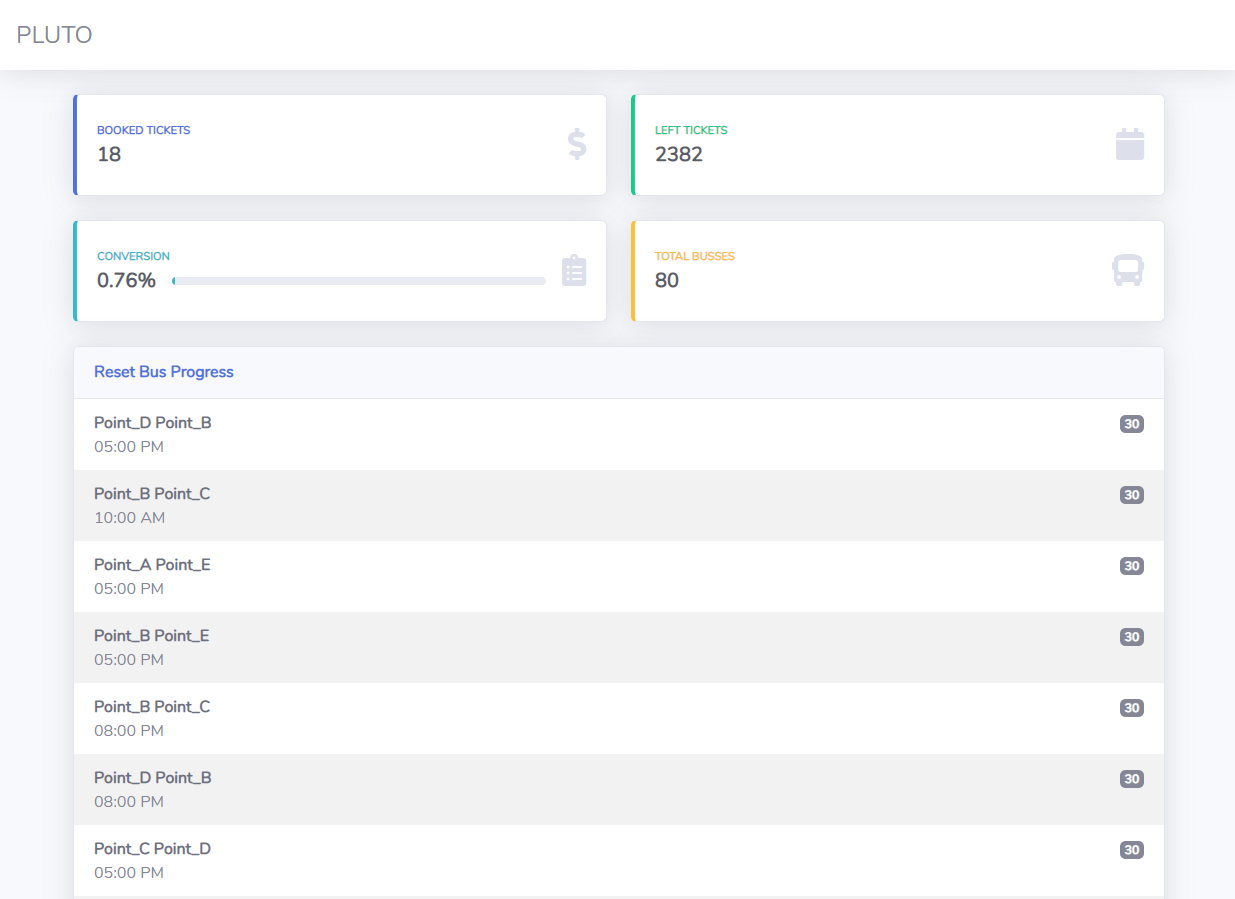 PLUTO
BOOKED TICKETS
18
LEFT TICKETS
2382
CONVERSION
0.76%
TOTAL BUSSES
80
Reset Bus Progress
Point_D Point_B
30
05:00 PM
Point_B Point_C
30
10:00 AM
Point_A Point_E
30
05:00 PM
Point_B Point_E
30
05:00 PM
Point_B Point_C
30
08:00 PM
Point_D Point_B
30
08:00 PM
Point_C Point_D
30
05:00 PM